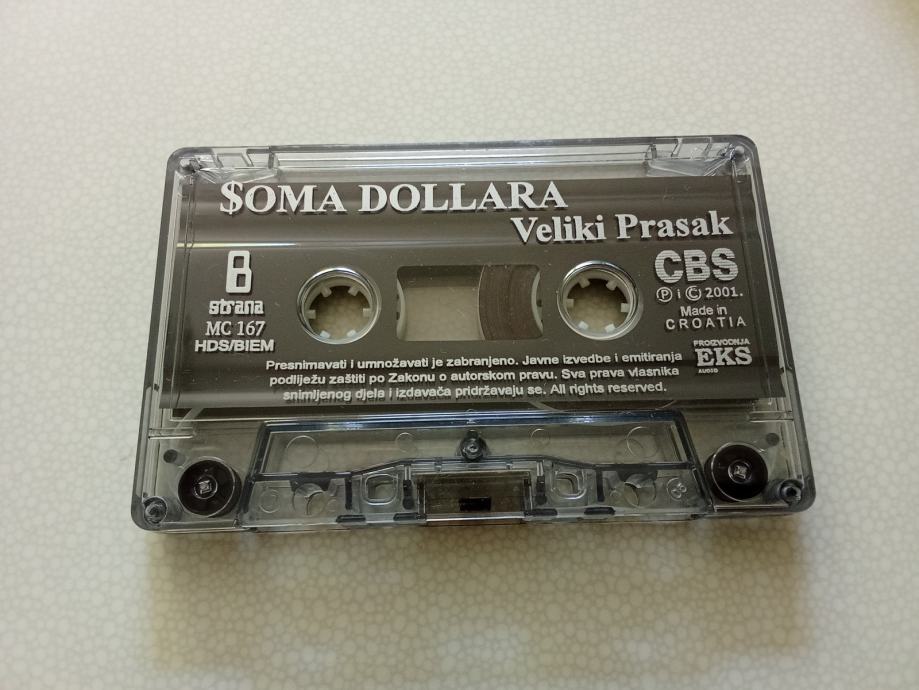 $OMA DOLLARA
Veliki Prasak
B
strana
MC 167
HDS/BIEM
CBS
Ⓟ i © 2001.
Made in
CROATIA
PROIZVODNJA
EKS
AUDIO
Presnimavati i umnožavati je zabranjeno. Javne izvedbe i emitiranja
podliježu zaštiti po Zakonu o autorskom pravu. Sva prava vlasnika
snimljenog djela i izdavača pridržavaju se. All rights reserved.